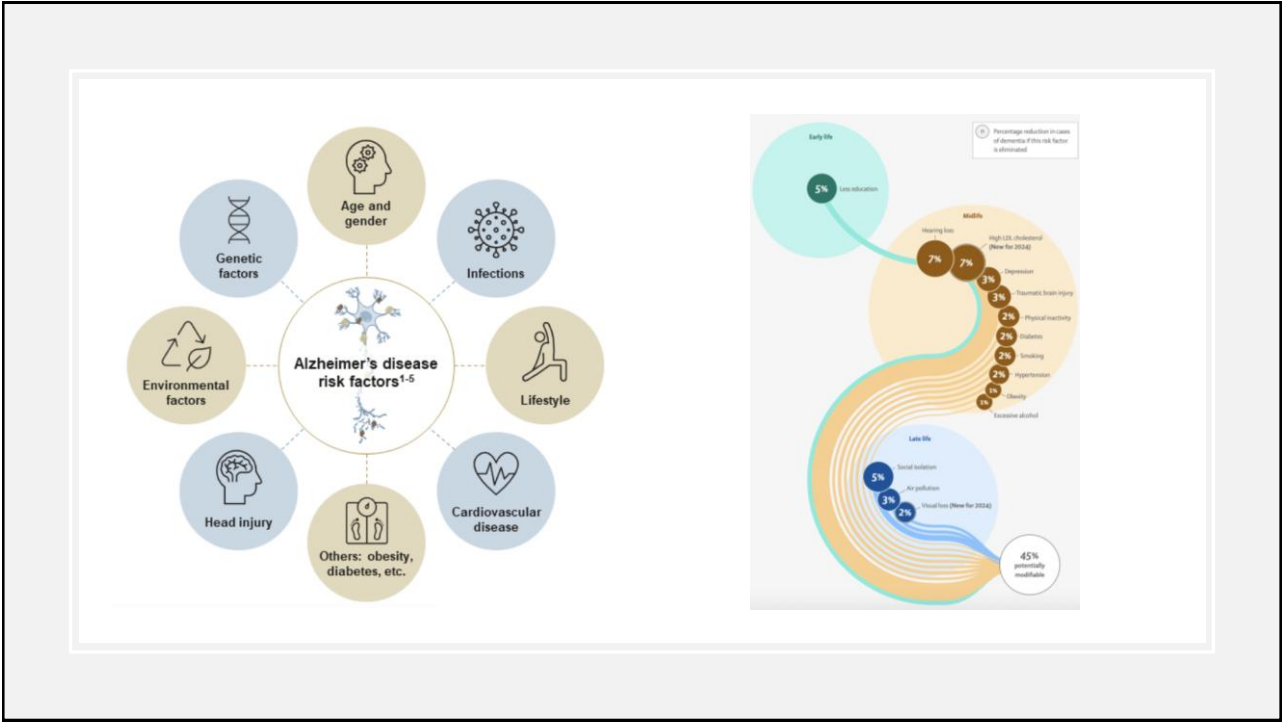 Age and
gender
Genetic
factors
Infections
Environmental
factors
Alzheimer's disease
risk factors1-5
Lifestyle
Head injury
Cardiovascular
disease
Others: obesity,
diabetes, etc.
Percentage reduction in cases
of dementia if this risk factor
is eliminated
Early life
5%
Less education
Midlife
Hearing loss
7%
High LDL cholesterol
(New for 2024)
7%
3%
Depression
3%
Traumatic brain injury
2%
Physical inactivity
2%
Diabetes
2%
Smoking
2%
Hypertension
1%
Obesity
1%
Excessive alcohol
Late life
5%
Social isolation
3%
Air pollution
2%
Visual loss (New for 2024)
45%
potentially
modifiable